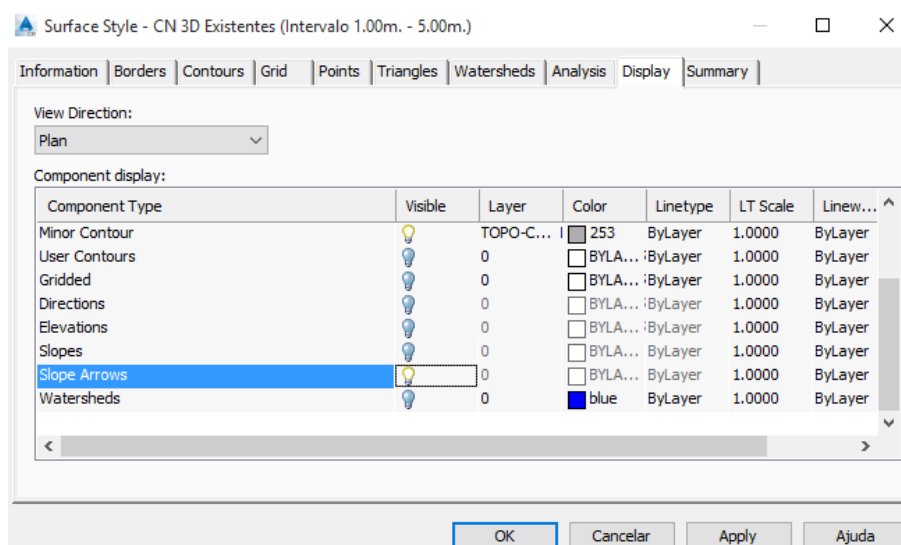 Surface Style - CN 3D Existentes (Intervalo 1.00m. - 5.00m.)
Information Borders Contours Grid Points Triangles Watersheds Analysis Display Summary
View Direction:
Plan
Component display:
Component Type Visible Layer Color Linetype LT Scale Linew...
Minor Contour TOPO-C... 253 ByLayer 1.0000 ByLayer
User Contours 0 BYLA... ByLayer 1.0000 ByLayer
Gridded 0 BYLA... ByLayer 1.0000 ByLayer
Directions 0 BYLA... ByLayer 1.0000 ByLayer
Elevations 0 BYLA... ByLayer 1.0000 ByLayer
Slopes 0 BYLA... ByLayer 1.0000 ByLayer
Slope Arrows 0 BYLA... ByLayer 1.0000 ByLayer
Watersheds 0 blue ByLayer 1.0000 ByLayer
OK Cancelar Apply Ajuda